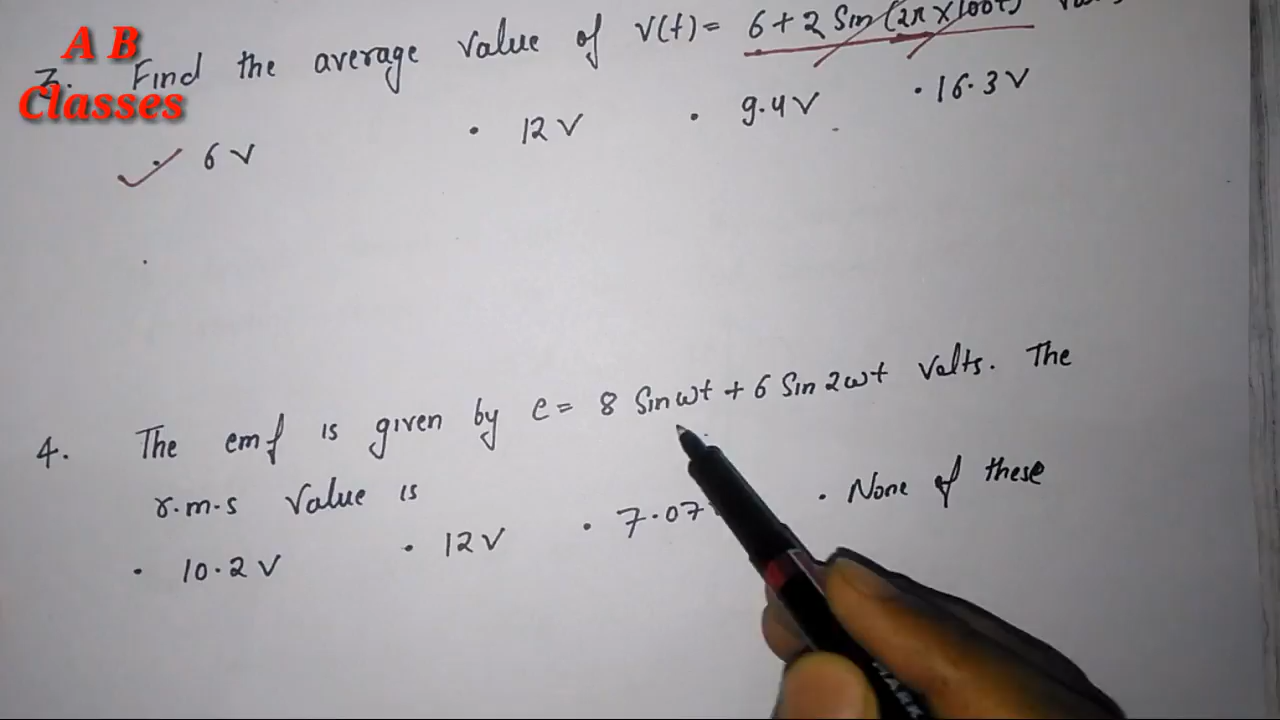 A B
Classes
3. Find the average value of v(t)= 6+2 Sin (2π×100t)
• 6 V • 12 V • 9.4 V • 16.3 V
4. The emf is given by e= 8 Sinωt + 6 Sin 2ωt Volts. The
r.m.s Value is
• 10.2 V • 12 V • 7.07 • None of these